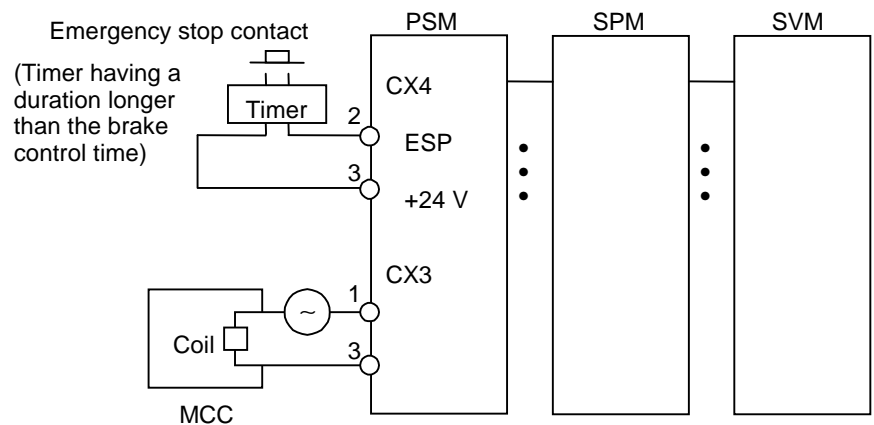 PSM SPM SVM
Emergency stop contact
(Timer having a
duration longer
than the brake
control time)
Timer
CX4
2
ESP
3
+24 V
CX3
1
~
Coil
3
MCC